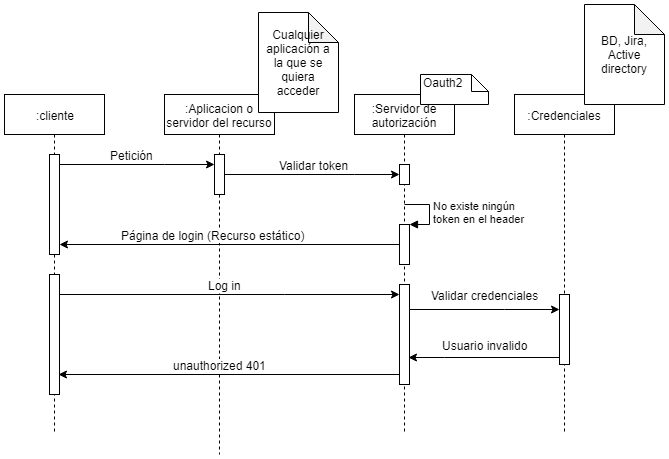 Cualquier
aplicación a
la que se
quiera
acceder
BD, Jira,
Active
directory
Oauth2
:cliente
:Aplicacion o
servidor del recurso
:Servidor de
autorización
:Credenciales
Petición
Validar token
No existe ningún
token en el header
Página de login (Recurso estático)
Log in
Validar credenciales
Usuario invalido
unauthorized 401